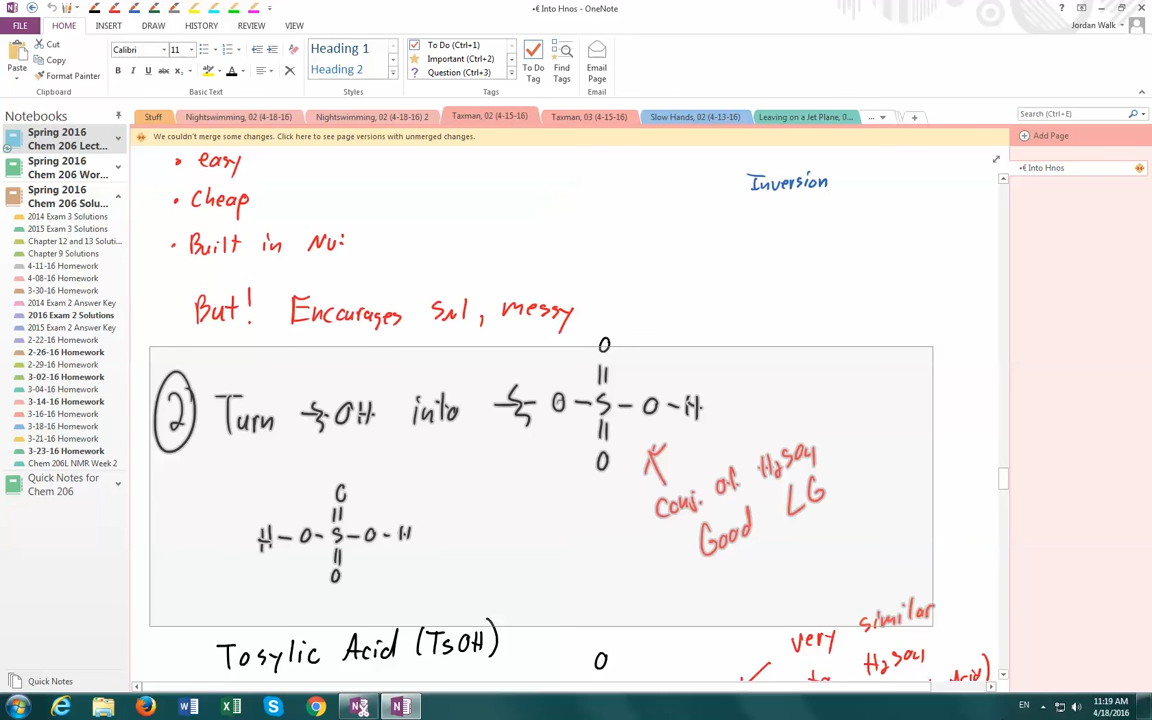 •€ Into Hnos - OneNote
Jordan Walk
FILE HOME INSERT DRAW HISTORY REVIEW VIEW
Paste
Cut
Copy
Format Painter
Clipboard
Calibri 11
B I U abc X₂ A
Basic Text
Heading 1
Heading 2
Styles
To Do (Ctrl+1)
Important (Ctrl+2)
Question (Ctrl+3)
To Do Tag
Find Tags
Tags
Email Page
Email
Notebooks
Stuff Nightswimming, 02 (4-18-16) Nightswimming, 02 (4-18-16) 2 Taxman, 02 (4-15-16) Taxman, 03 (4-15-16) Slow Hands, 02 (4-13-16) Leaving on a Jet Plane, 0... ...
Search (Ctrl+E)
We couldn't merge some changes. Click here to see page versions with unmerged changes.
Add Page
•€ Into Hnos
Spring 2016
Chem 206 Lect...
Spring 2016
Chem 206 Wor...
Spring 2016
Chem 206 Solu...
2014 Exam 3 Solutions
2015 Exam 3 Solutions
Chapter 12 and 13 Soluti...
Chapter 9 Solutions
4-11-16 Homework
4-08-16 Homework
3-30-16 Homework
2014 Exam 2 Answer Key
2016 Exam 2 Solutions
2015 Exam 2 Answer Key
2-22-16 Homework
2-26-16 Homework
2-29-16 Homework
3-02-16 Homework
3-04-16 Homework
3-14-16 Homework
3-16-16 Homework
3-18-16 Homework
3-21-16 Homework
3-23-16 Homework
Chem 206L NMR Week 2
Quick Notes for
Chem 206
Quick Notes
• easy
Inversion
• Cheap
• Built in Nu:
But! Encourages SN1, messy
O
② Turn OH into O-S-O-H
O
conj. of H2SO4
Good LG
O
H-O-S-O-H
O
Tosylic Acid (TsOH)
O
very similar
to H2SO4
Acid)
EN
11:19 AM
4/18/2016